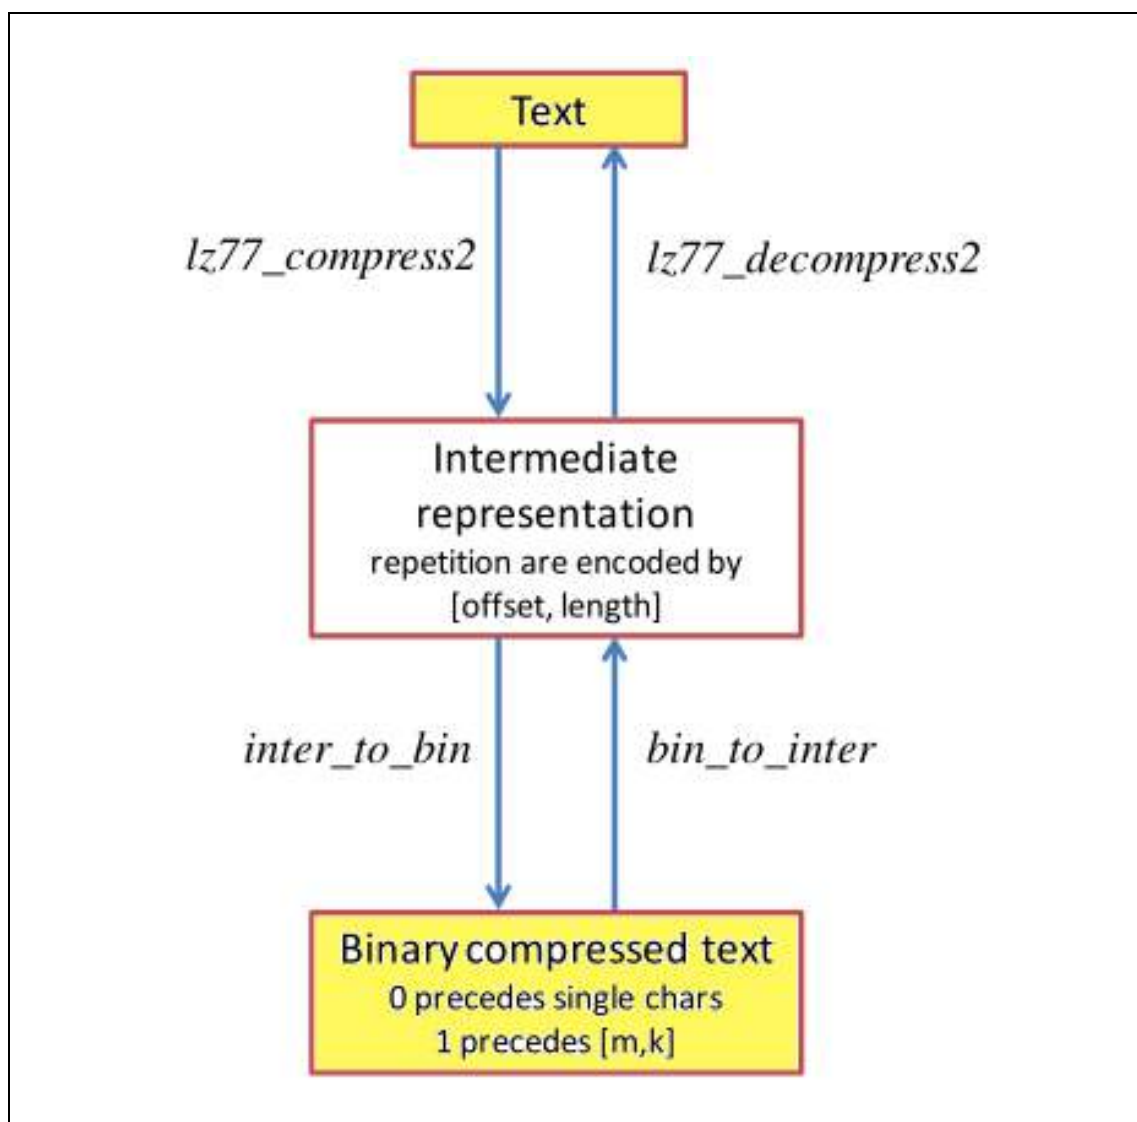 Text
lz77_compress2
lz77_decompress2
Intermediate
representation
repetition are encoded by
[offset, length]
inter_to_bin
bin_to_inter
Binary compressed text
0 precedes single chars
1 precedes [m,k]